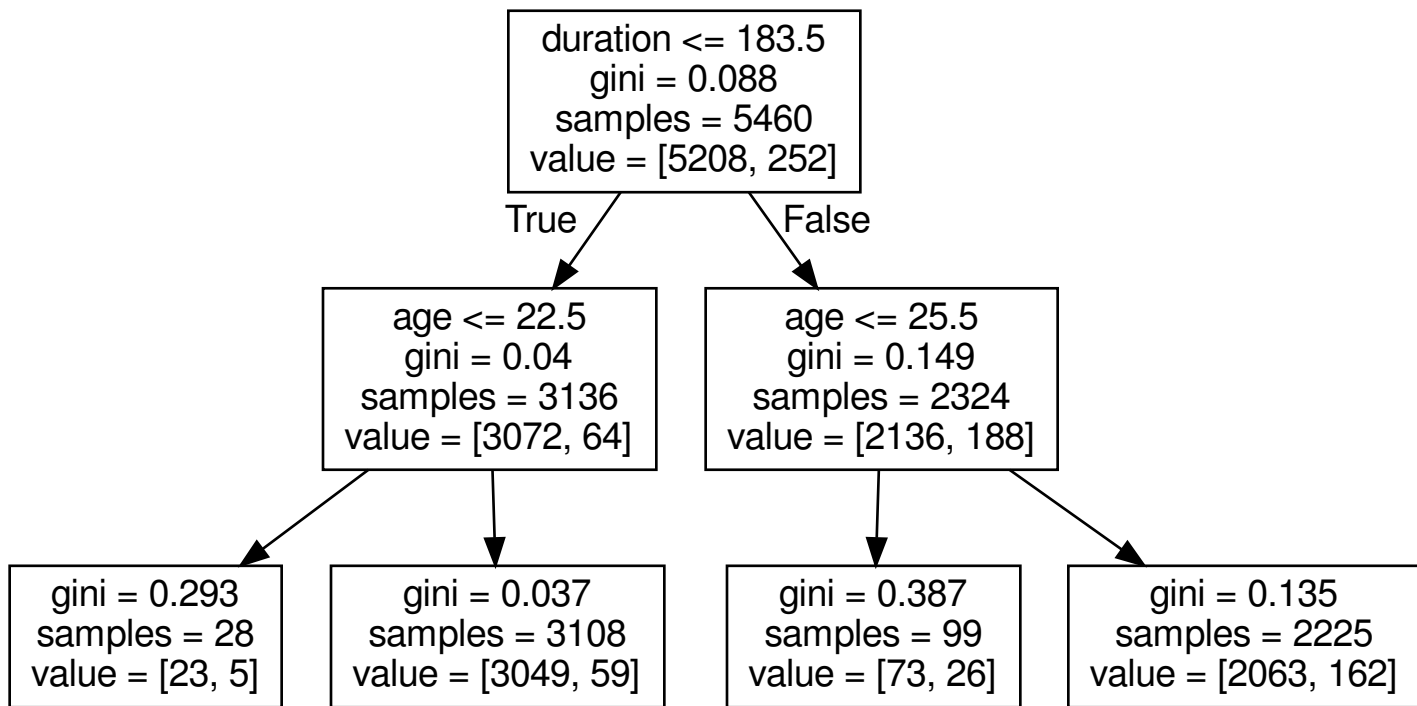 duration <= 183.5
gini = 0.088
samples = 5460
value = [5208, 252]
True
False
age <= 22.5
gini = 0.04
samples = 3136
value = [3072, 64]
age <= 25.5
gini = 0.149
samples = 2324
value = [2136, 188]
gini = 0.293
samples = 28
value = [23, 5]
gini = 0.037
samples = 3108
value = [3049, 59]
gini = 0.387
samples = 99
value = [73, 26]
gini = 0.135
samples = 2225
value = [2063, 162]